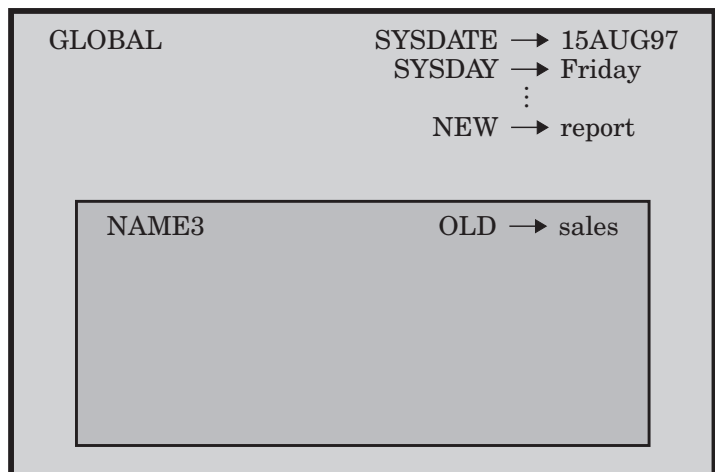 GLOBAL SYSDATE → 15AUG97
SYSDAY → Friday
⋮
NEW → report
NAME3 OLD → sales